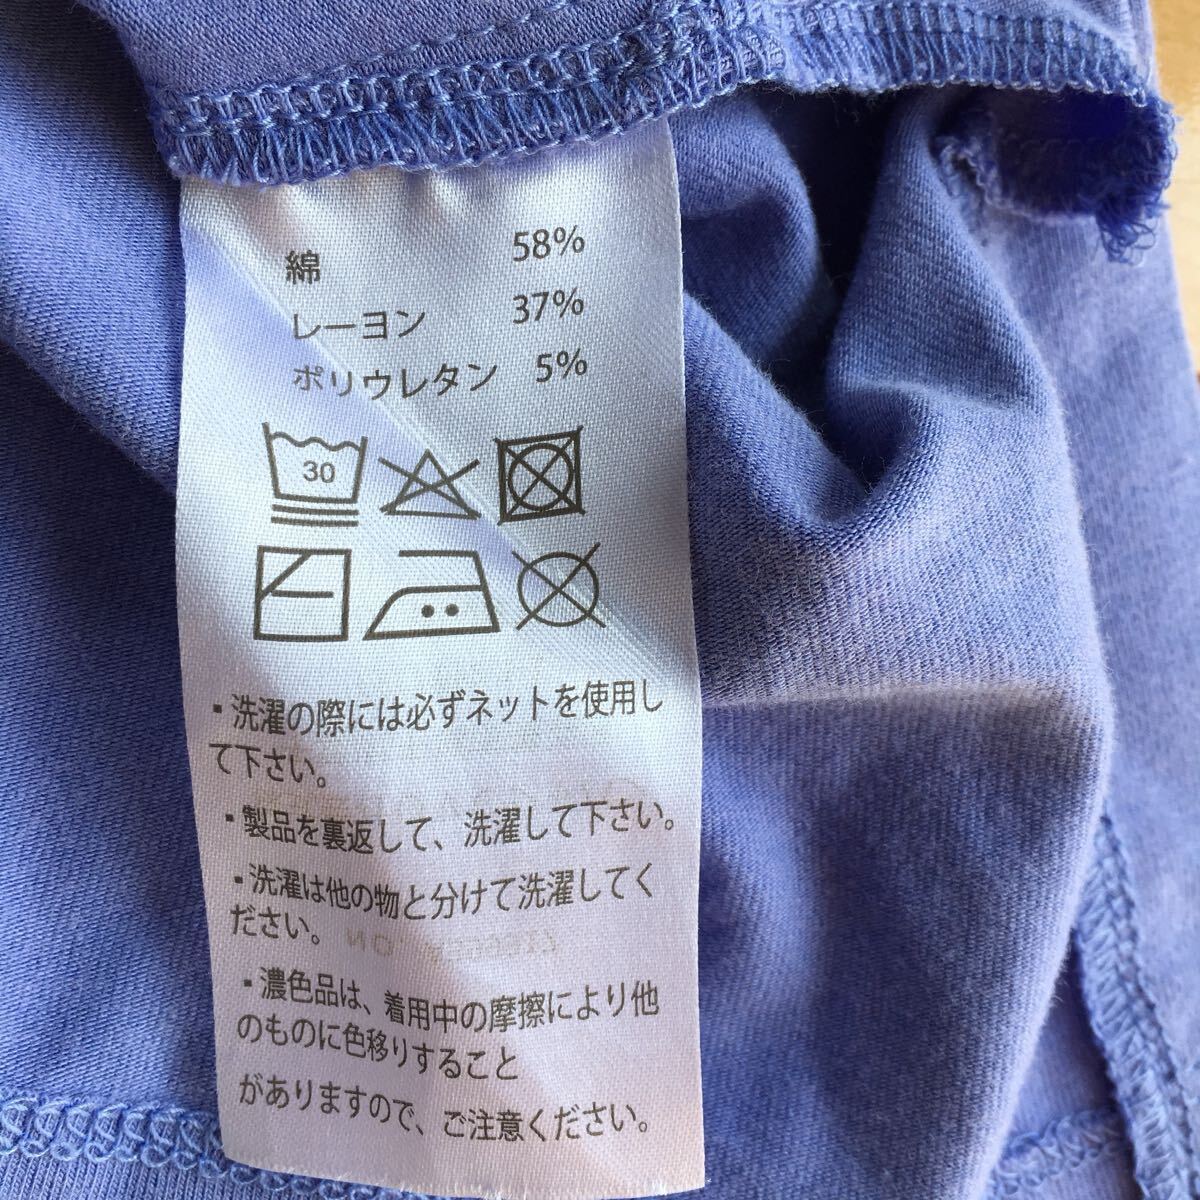 綿 58%
レーヨン 37%
ポリウレタン 5%
30
▪洗濯の際には必ずネットを使用し
て下さい。
▪製品を裏返して、洗濯して下さい。
▪洗濯は他の物と分けて洗濯してく
ださい。
▪濃色品は、着用中の摩擦により他
のものに色移りすること
がありますので、ご注意ください。